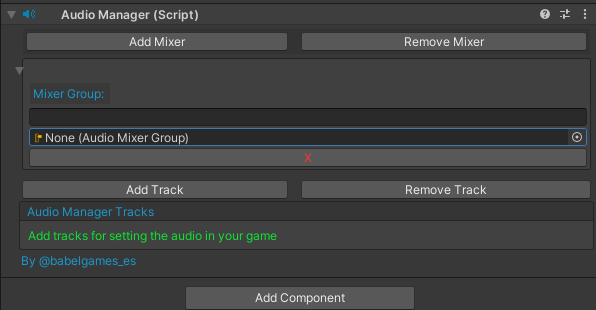 Audio Manager (Script)
Add Mixer
Remove Mixer
Mixer Group:
None (Audio Mixer Group)
X
Add Track
Remove Track
Audio Manager Tracks
Add tracks for setting the audio in your game
By @babelgames_es
Add Component